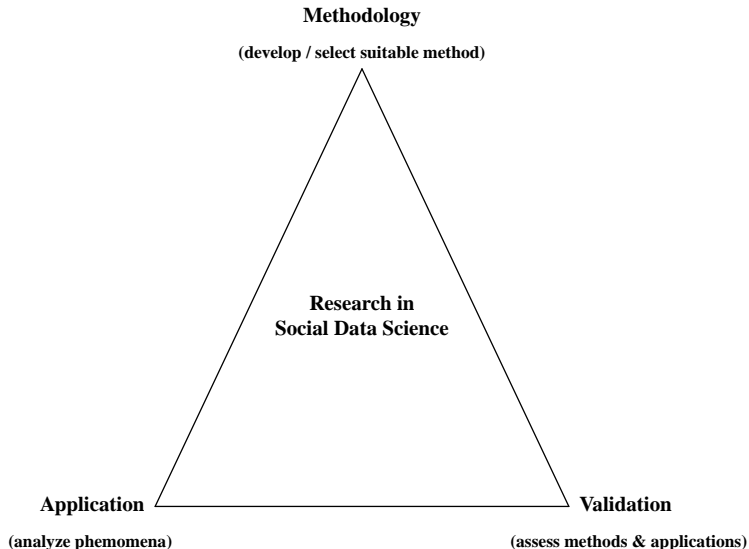 Methodology
(develop / select suitable method)
Research in
Social Data Science
Application
Validation
(analyze phemomena)
(assess methods & applications)